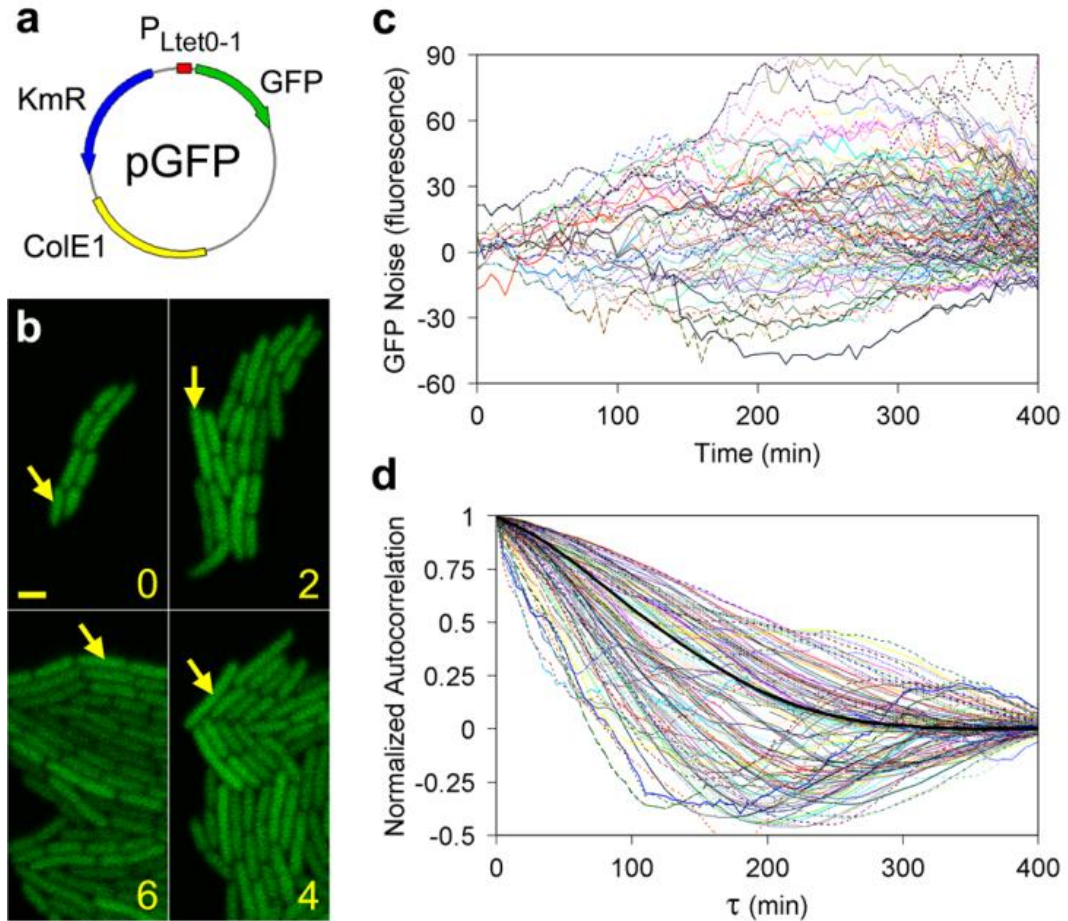 a
P Ltet0-1
GFP
KmR
pGFP
ColE1
b
0
2
6
4
c
GFP Noise (fluorescence)
90
60
30
0
-30
-60
0 100 200 300 400
Time (min)
d
Normalized Autocorrelation
1
0.75
0.5
0.25
0
-0.25
-0.5
0 100 200 300 400
τ (min)